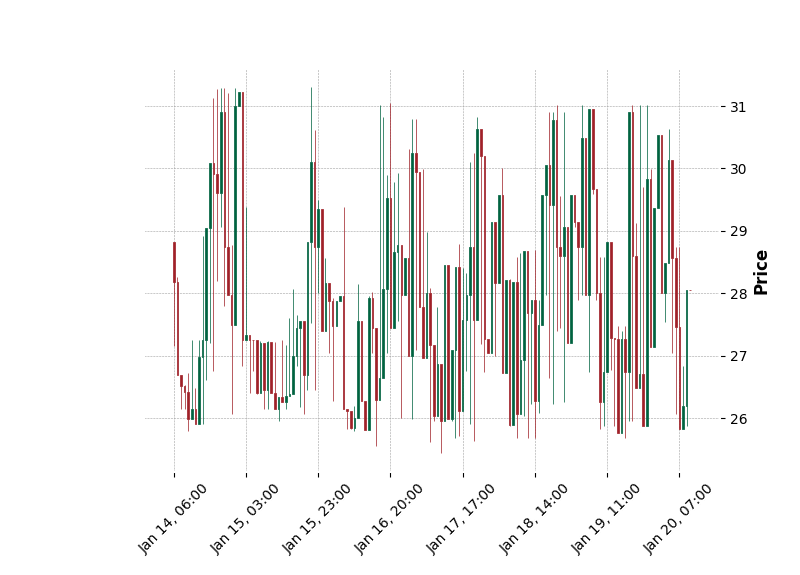 31
30
29
28
27
26
Price
Jan 14, 06:00
Jan 15, 03:00
Jan 15, 23:00
Jan 16, 20:00
Jan 17, 17:00
Jan 18, 14:00
Jan 19, 11:00
Jan 20, 07:00